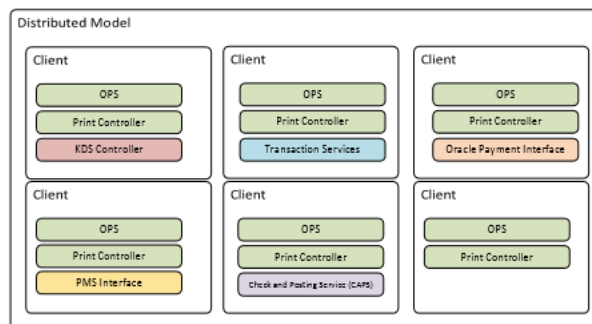 Distributed Model
Client
OPS
Print Controller
KDS Controller
Client
OPS
Print Controller
Transaction Services
Client
OPS
Print Controller
Oracle Payment Interface
Client
OPS
Print Controller
PMS Interface
Client
OPS
Print Controller
Check and Posting Service (CAPS)
Client
OPS
Print Controller